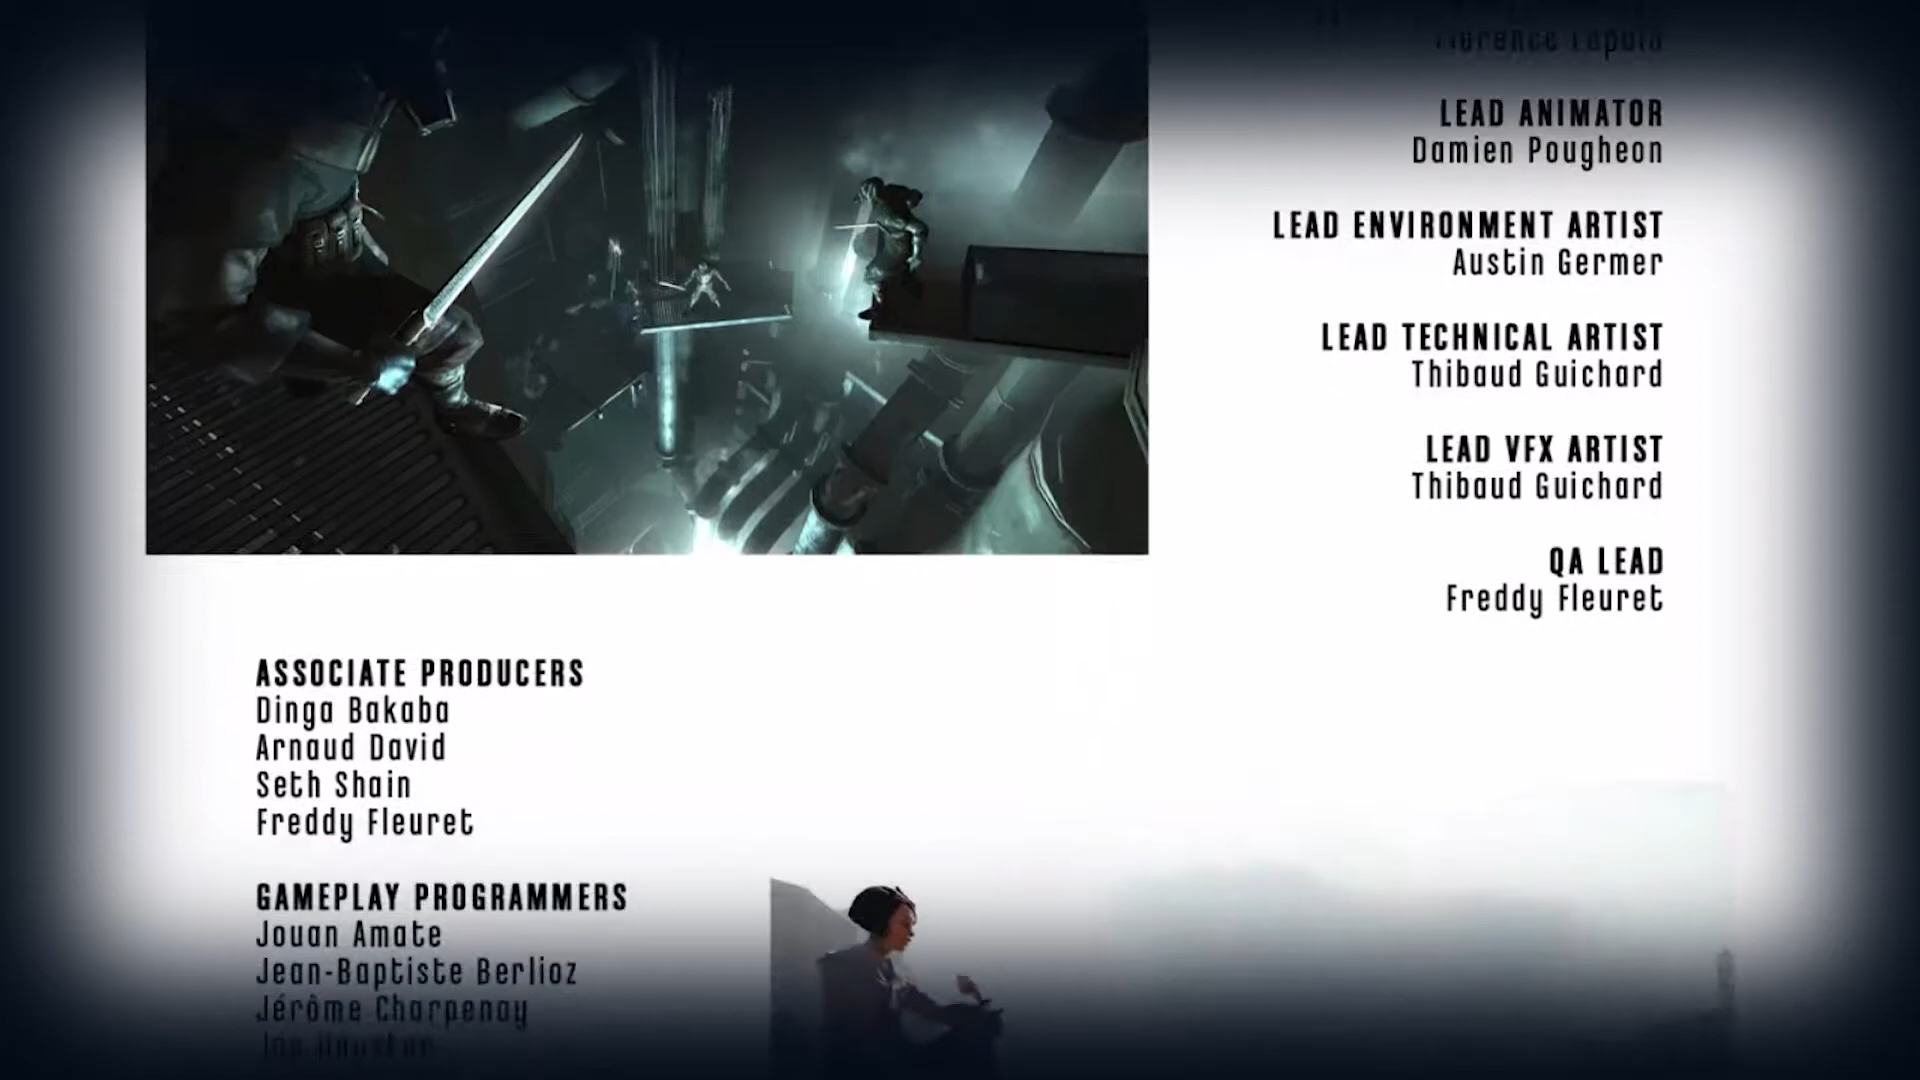 LEAD ANIMATOR
Damien Pougheon
LEAD ENVIRONMENT ARTIST
Austin Germer
LEAD TECHNICAL ARTIST
Thibaud Guichard
LEAD VFX ARTIST
Thibaud Guichard
QA LEAD
Freddy Fleuret
ASSOCIATE PRODUCERS
Dinga Bakaba
Arnaud David
Seth Shain
Freddy Fleuret
GAMEPLAY PROGRAMMERS
Jouan Amate
Jean-Baptiste Berlioz
Jérôme Charpenay